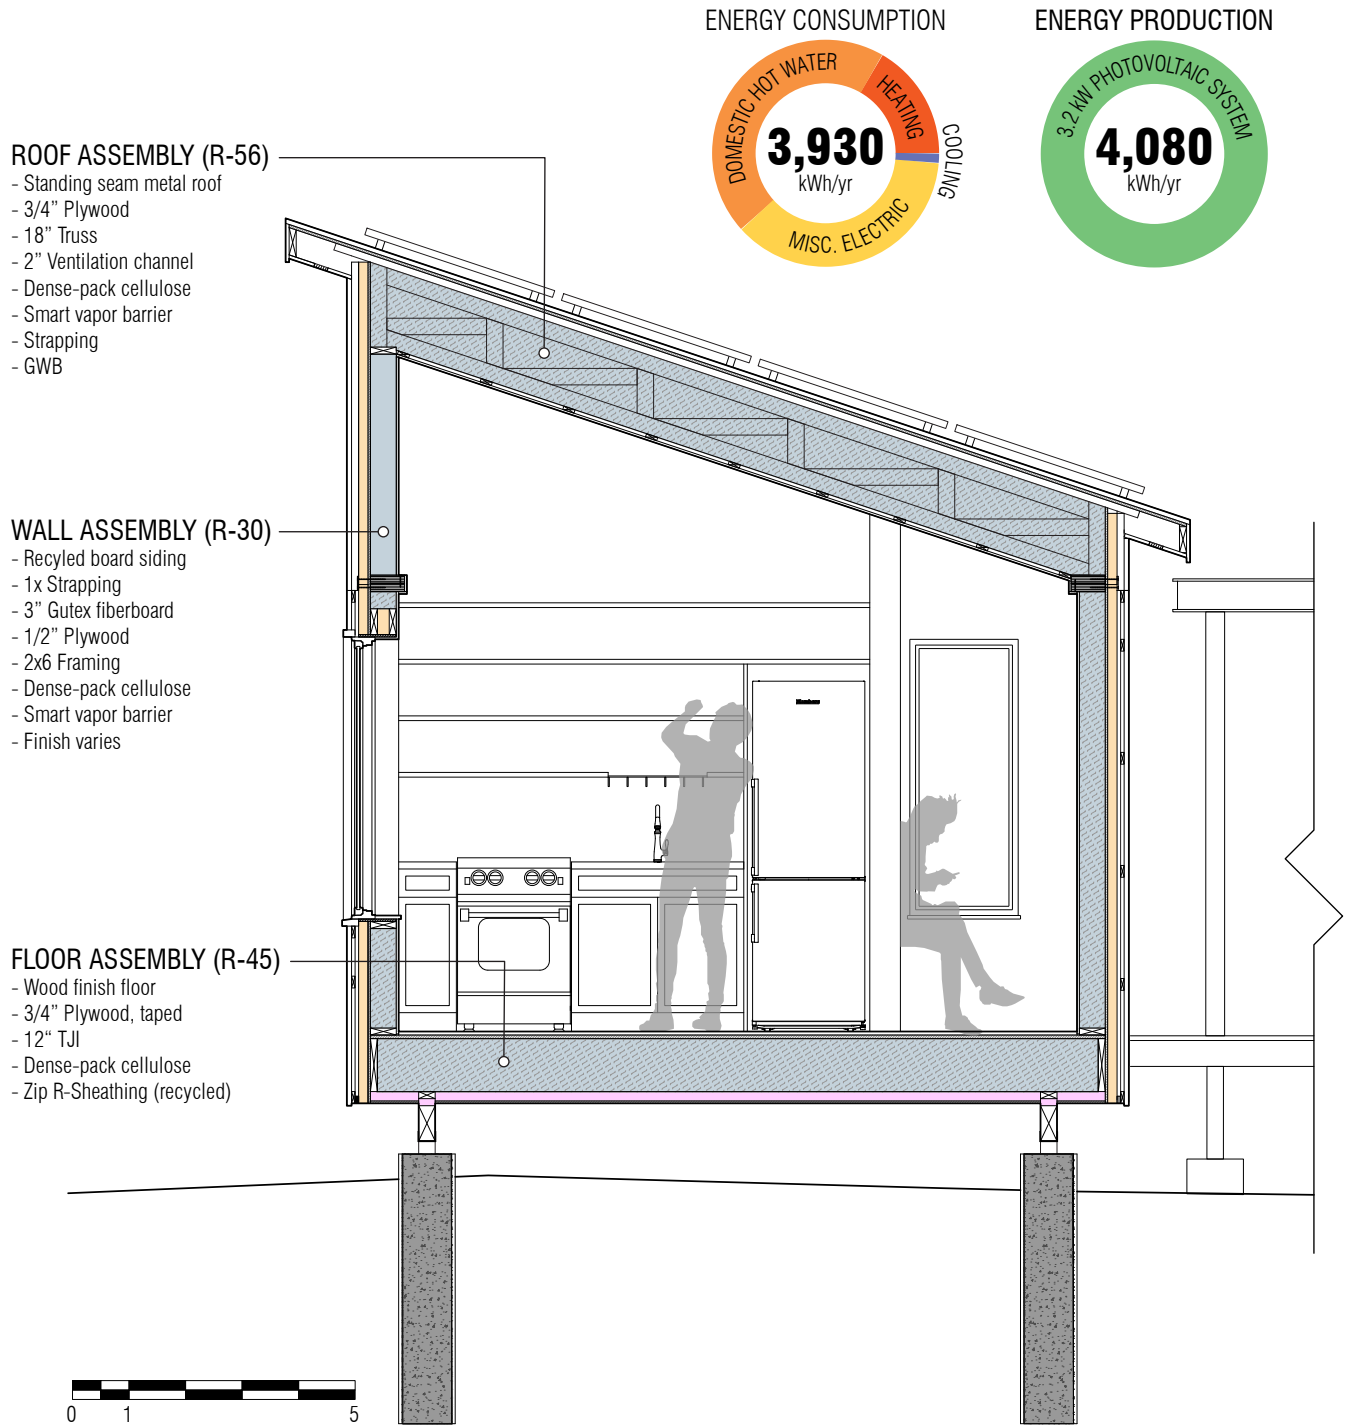 ENERGY CONSUMPTION
DOMESTIC HOT WATER
HEATING
COOLING
MISC. ELECTRIC
3,930
kWh/yr
ENERGY PRODUCTION
3.2 kW PHOTOVOLTAIC SYSTEM
4,080
kWh/yr
ROOF ASSEMBLY (R-56)
- Standing seam metal roof
- 3/4” Plywood
- 18” Truss
- 2” Ventilation channel
- Dense-pack cellulose
- Smart vapor barrier
- Strapping
- GWB
WALL ASSEMBLY (R-30)
- Recyled board siding
- 1x Strapping
- 3” Gutex fiberboard
- 1/2” Plywood
- 2x6 Framing
- Dense-pack cellulose
- Smart vapor barrier
- Finish varies
FLOOR ASSEMBLY (R-45)
- Wood finish floor
- 3/4” Plywood, taped
- 12“ TJI
- Dense-pack cellulose
- Zip R-Sheathing (recycled)
0 1 5